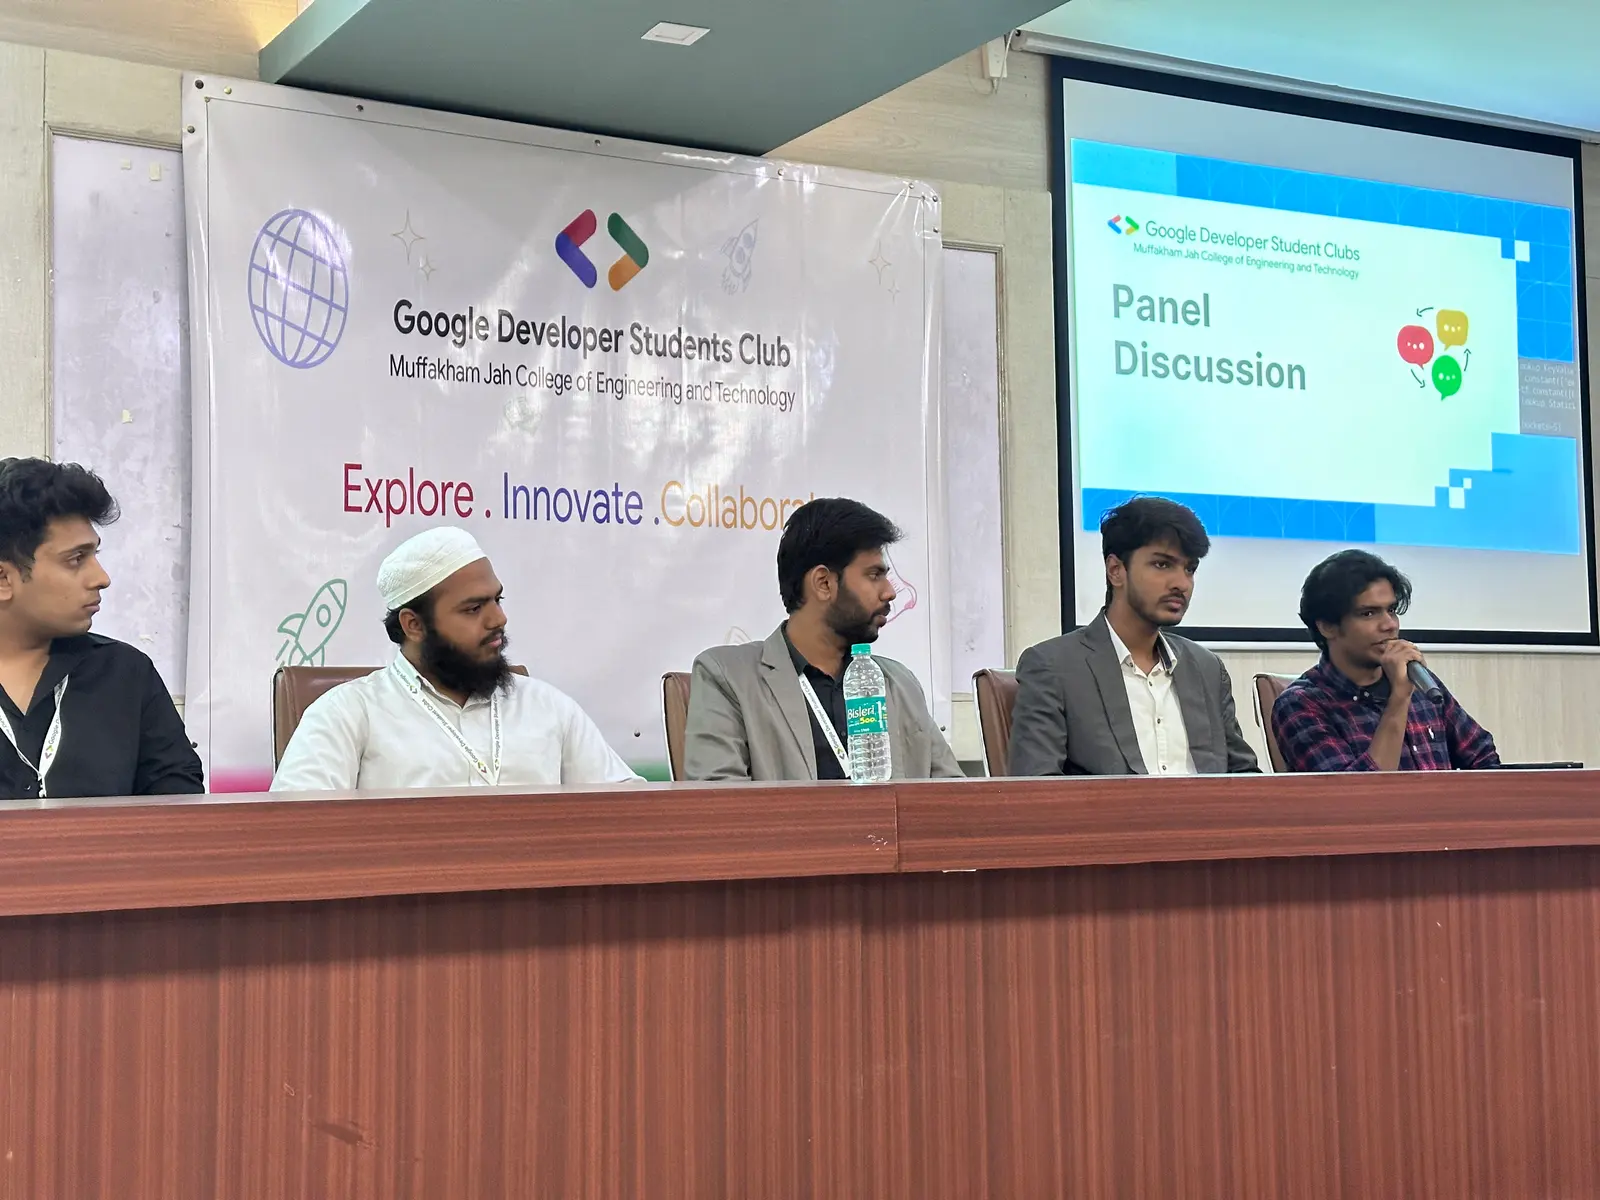 Google Developer Students Club
Muffakham Jah College of Engineering and Technology
Explore . Innovate .Collabora
Google Developer Student Clubs
Muffakham Jah College of Engineering and Technology
Panel
Discussion
Bisleri
500